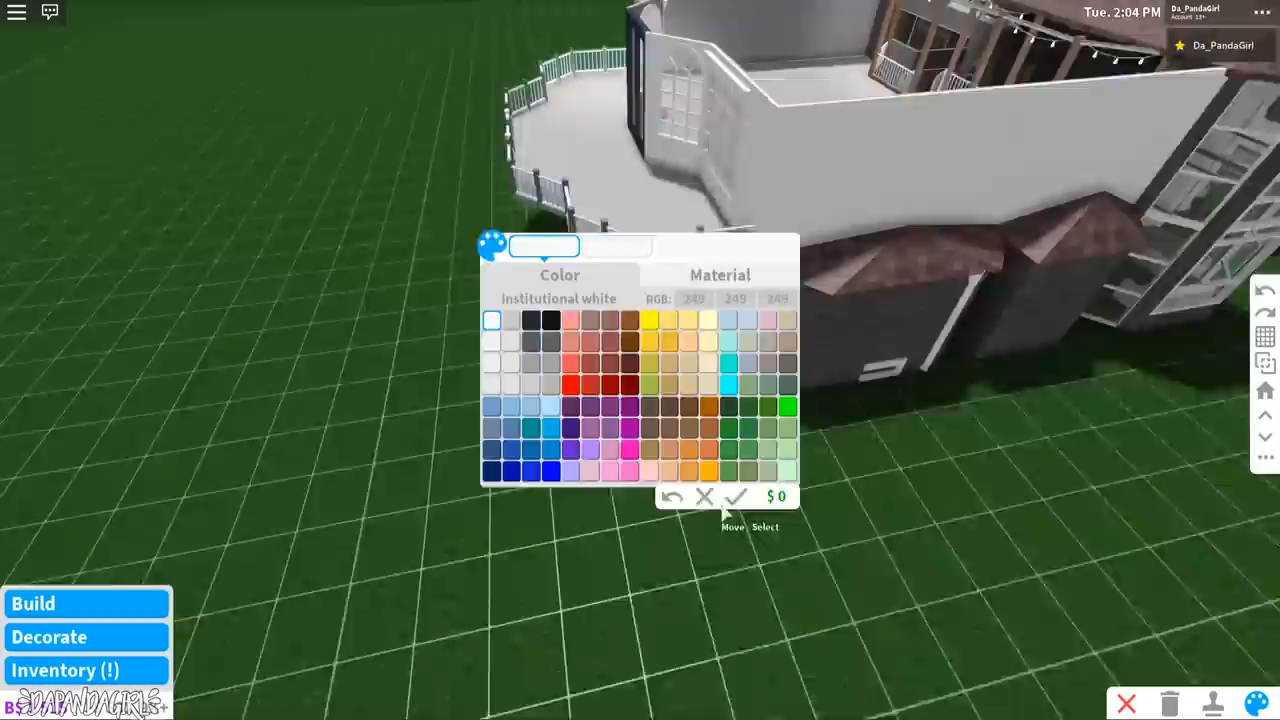 Tue. 2:04 PM
Da_PandaGirl
Account: 13+
Da_PandaGirl
Color
Material
Institutional white
RGB: 249 249 249
$ 0
Move Select
Build
Decorate
Inventory (!)
DAPANDAGIRL